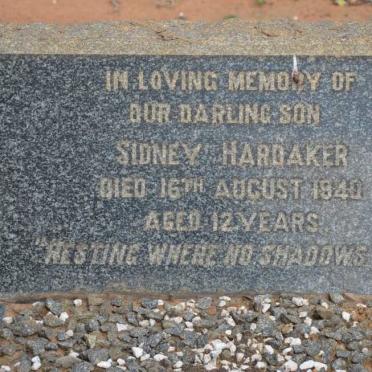 IN LOVING MEMORY OF
OUR DARLING SON
SIDNEY HARDAKER
DIED 16TH AUGUST 1940
AGED 12 YEARS.
"RESTING WHERE NO SHADOWS